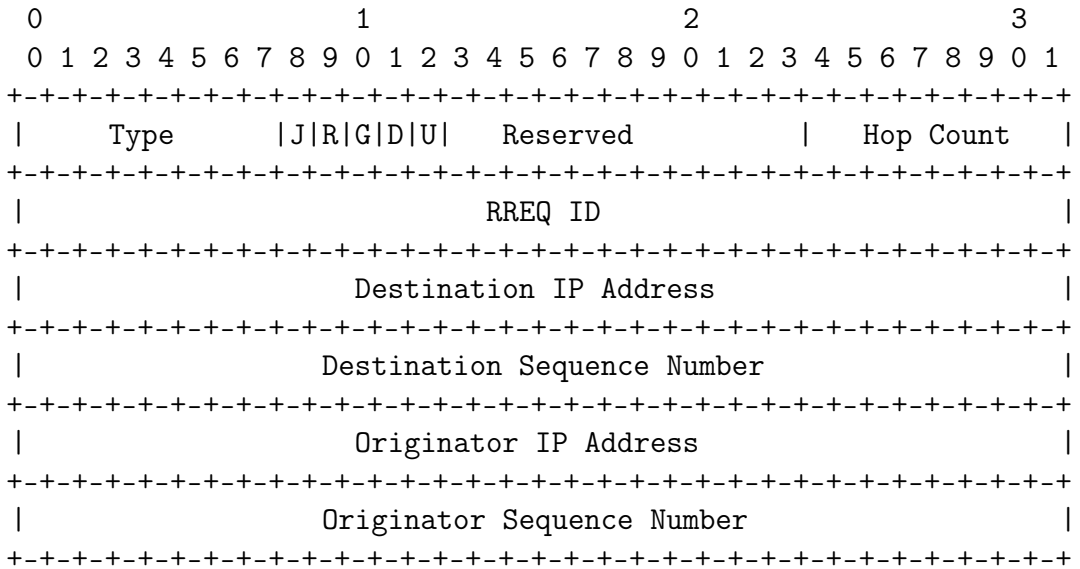 0                   1                   2                   3
 0 1 2 3 4 5 6 7 8 9 0 1 2 3 4 5 6 7 8 9 0 1 2 3 4 5 6 7 8 9 0 1
+-+-+-+-+-+-+-+-+-+-+-+-+-+-+-+-+-+-+-+-+-+-+-+-+-+-+-+-+-+-+-+-+
|     Type      |J|R|G|D|U|   Reserved          |   Hop Count   |
+-+-+-+-+-+-+-+-+-+-+-+-+-+-+-+-+-+-+-+-+-+-+-+-+-+-+-+-+-+-+-+-+
|                            RREQ ID                            |
+-+-+-+-+-+-+-+-+-+-+-+-+-+-+-+-+-+-+-+-+-+-+-+-+-+-+-+-+-+-+-+-+
|                    Destination IP Address                     |
+-+-+-+-+-+-+-+-+-+-+-+-+-+-+-+-+-+-+-+-+-+-+-+-+-+-+-+-+-+-+-+-+
|                  Destination Sequence Number                  |
+-+-+-+-+-+-+-+-+-+-+-+-+-+-+-+-+-+-+-+-+-+-+-+-+-+-+-+-+-+-+-+-+
|                    Originator IP Address                      |
+-+-+-+-+-+-+-+-+-+-+-+-+-+-+-+-+-+-+-+-+-+-+-+-+-+-+-+-+-+-+-+-+
|                  Originator Sequence Number                   |
+-+-+-+-+-+-+-+-+-+-+-+-+-+-+-+-+-+-+-+-+-+-+-+-+-+-+-+-+-+-+-+-+